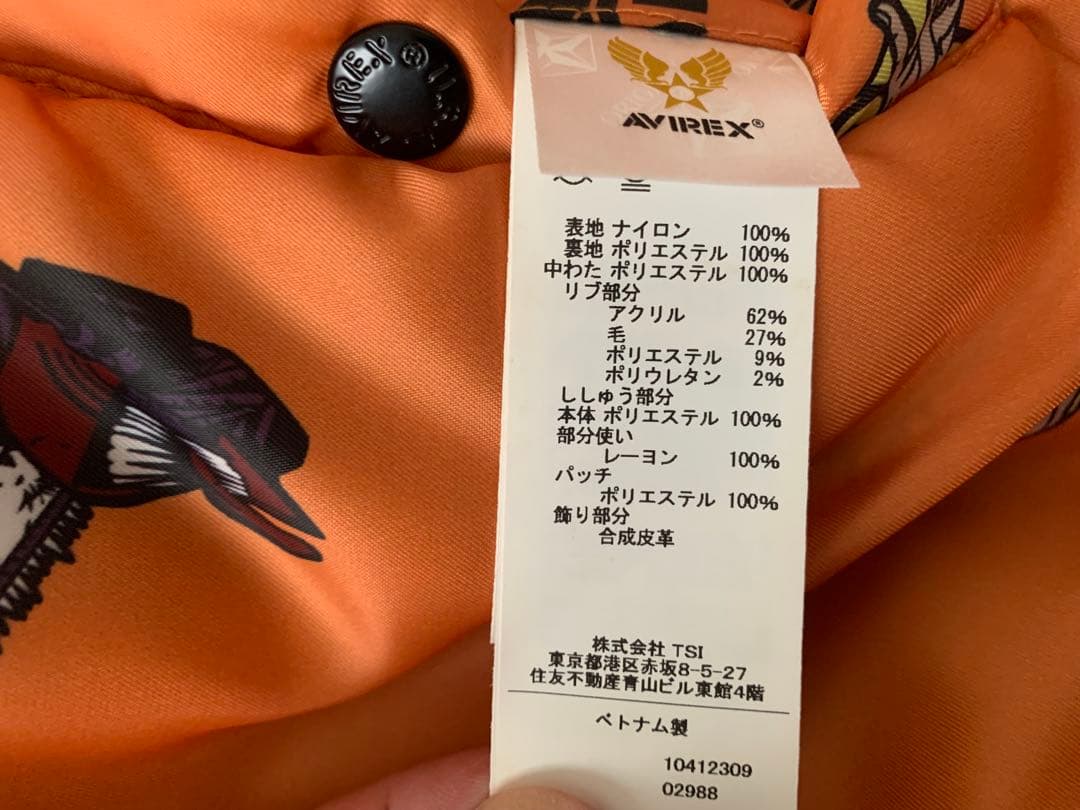 AVIREX®
AVIREX®
表地 ナイロン 100%
裏地 ポリエステル 100%
中わた ポリエステル 100%
リブ部分
アクリル 62%
毛 27%
ポリエステル 9%
ポリウレタン 2%
ししゅう部分
本体 ポリエステル 100%
部分使い
レーヨン 100%
パッチ
ポリエステル 100%
飾り部分
合成皮革
株式会社 TSI
東京都港区赤坂8-5-27
住友不動産青山ビル東館4階
ベトナム製
10412309
02988